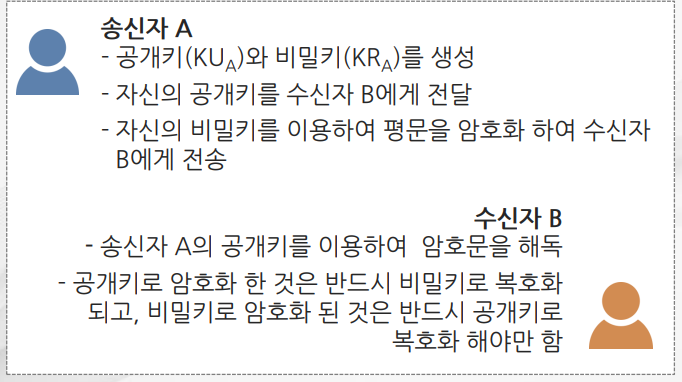 송신자 A
- 공개키(KUA)와 비밀키(KRA)를 생성
- 자신의 공개키를 수신자 B에게 전달
- 자신의 비밀키를 이용하여 평문을 암호화 하여 수신자
B에게 전송
수신자 B
- 송신자 A의 공개키를 이용하여 암호문을 해독
- 공개키로 암호화 한 것은 반드시 비밀키로 복호화
되고, 비밀키로 암호화 된 것은 반드시 공개키로
복호화 해야만 함